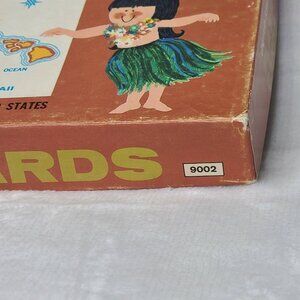 OCEAN
AII
STATES
ARDS
9002